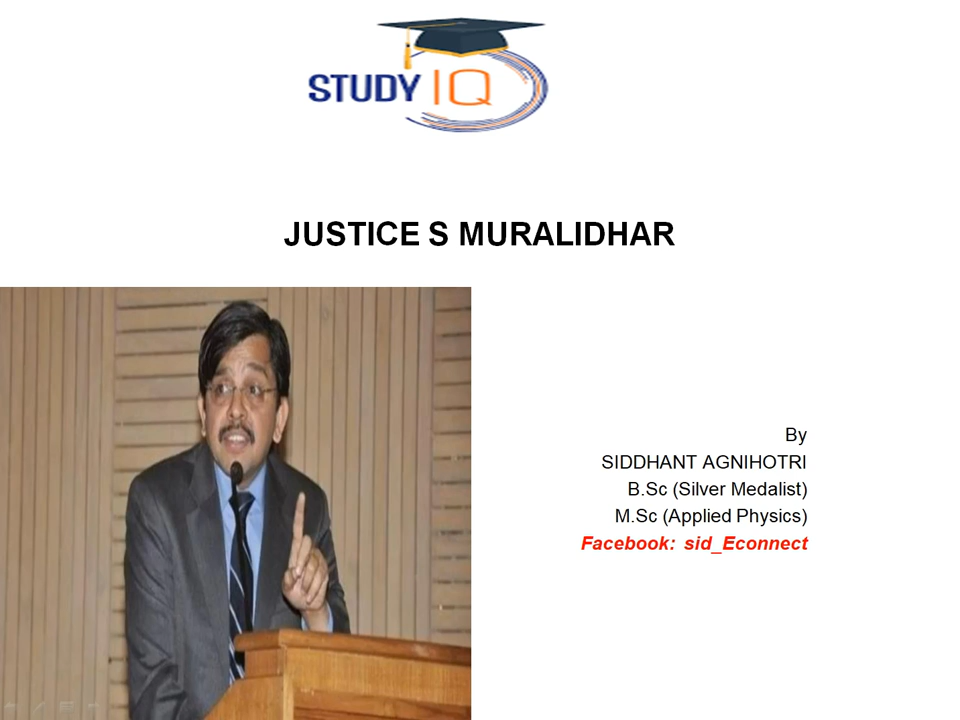 STUDY IQ
JUSTICE S MURALIDHAR
By
SIDDHANT AGNIHOTRI
B.Sc (Silver Medalist)
M.Sc (Applied Physics)
Facebook: sid_Econnect